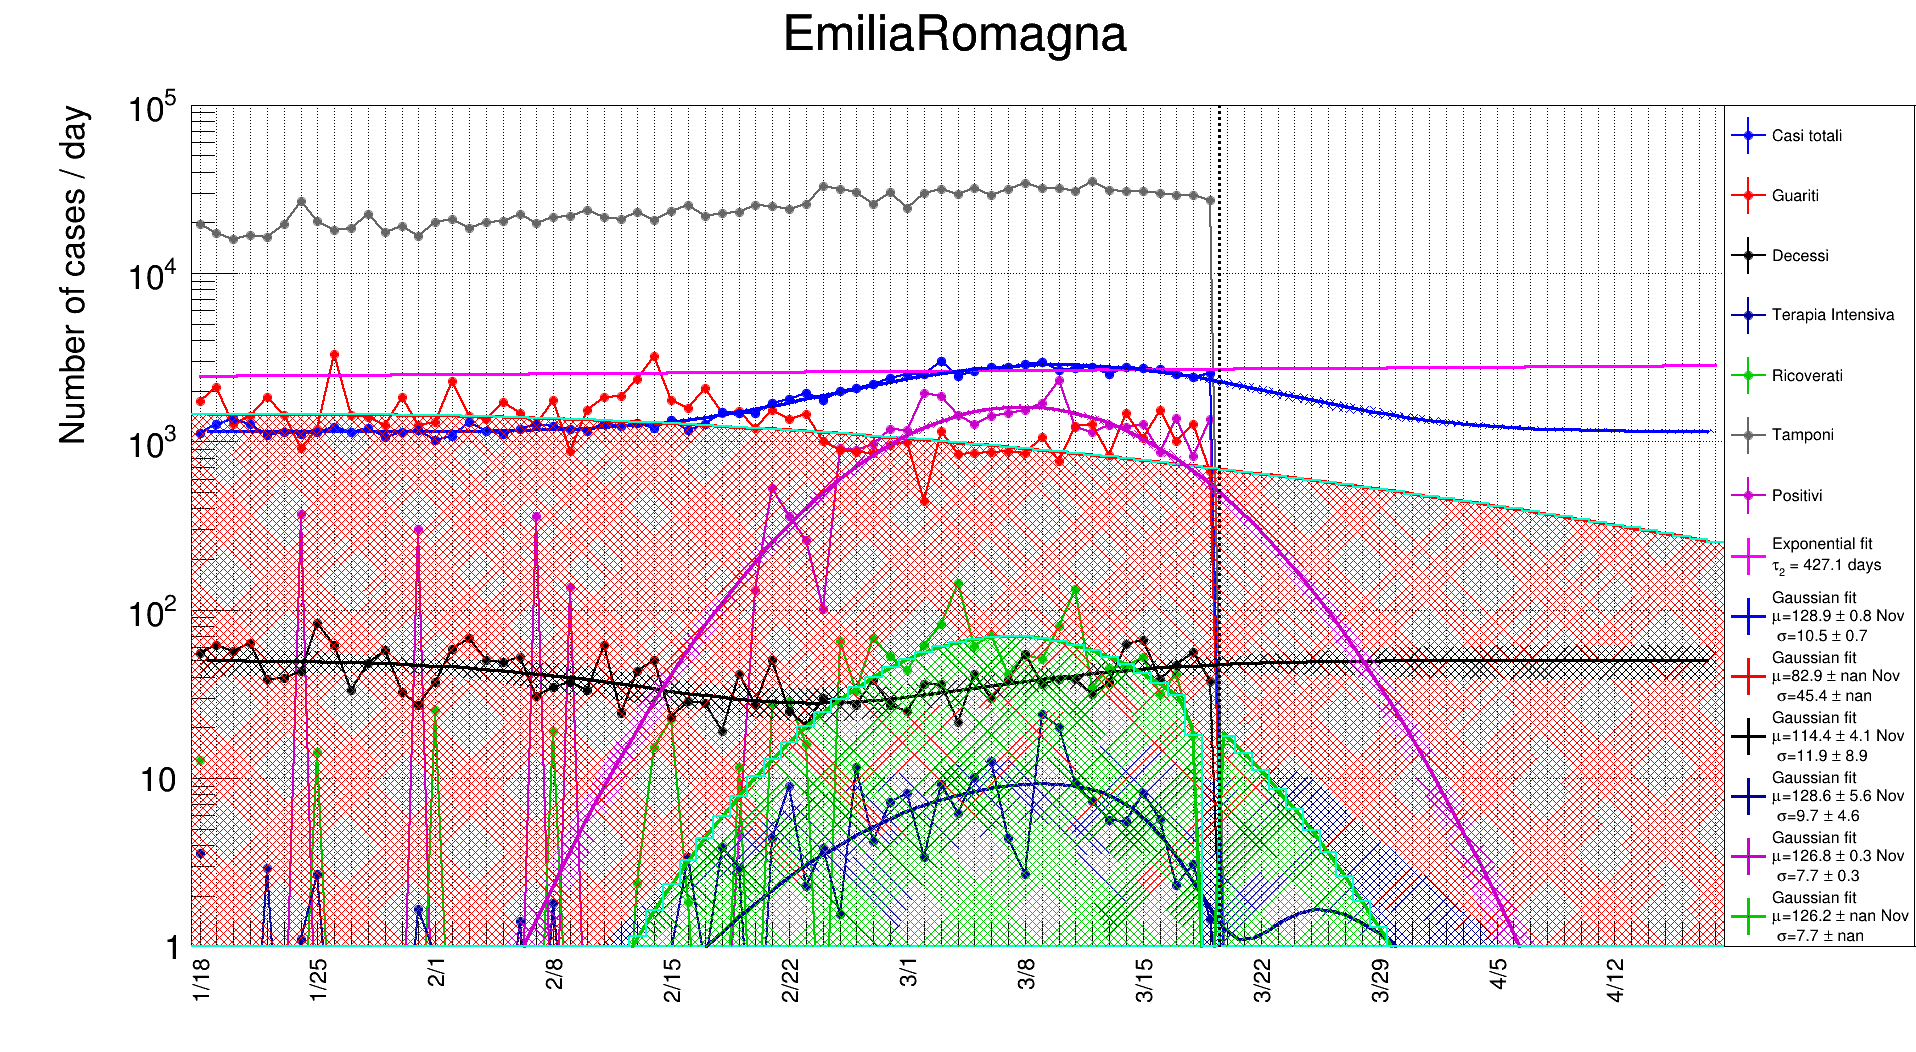 EmiliaRomagna
Number of cases / day
10^5
10^4
10^3
10^2
10
1
1/18
1/25
2/1
2/8
2/15
2/22
3/1
3/8
3/15
3/22
3/29
4/5
4/12
Casi totali
Guariti
Decessi
Terapia Intensiva
Ricoverati
Tamponi
Positivi
Exponential fit
τ₂ = 427.1 days
Gaussian fit
μ=128.9 ± 0.8 Nov
σ=10.5 ± 0.7
Gaussian fit
μ=82.9 ± nan Nov
σ=45.4 ± nan
Gaussian fit
μ=114.4 ± 4.1 Nov
σ=11.9 ± 8.9
Gaussian fit
μ=128.6 ± 5.6 Nov
σ=9.7 ± 4.6
Gaussian fit
μ=126.8 ± 0.3 Nov
σ=7.7 ± 0.3
Gaussian fit
μ=126.2 ± nan Nov
σ=7.7 ± nan